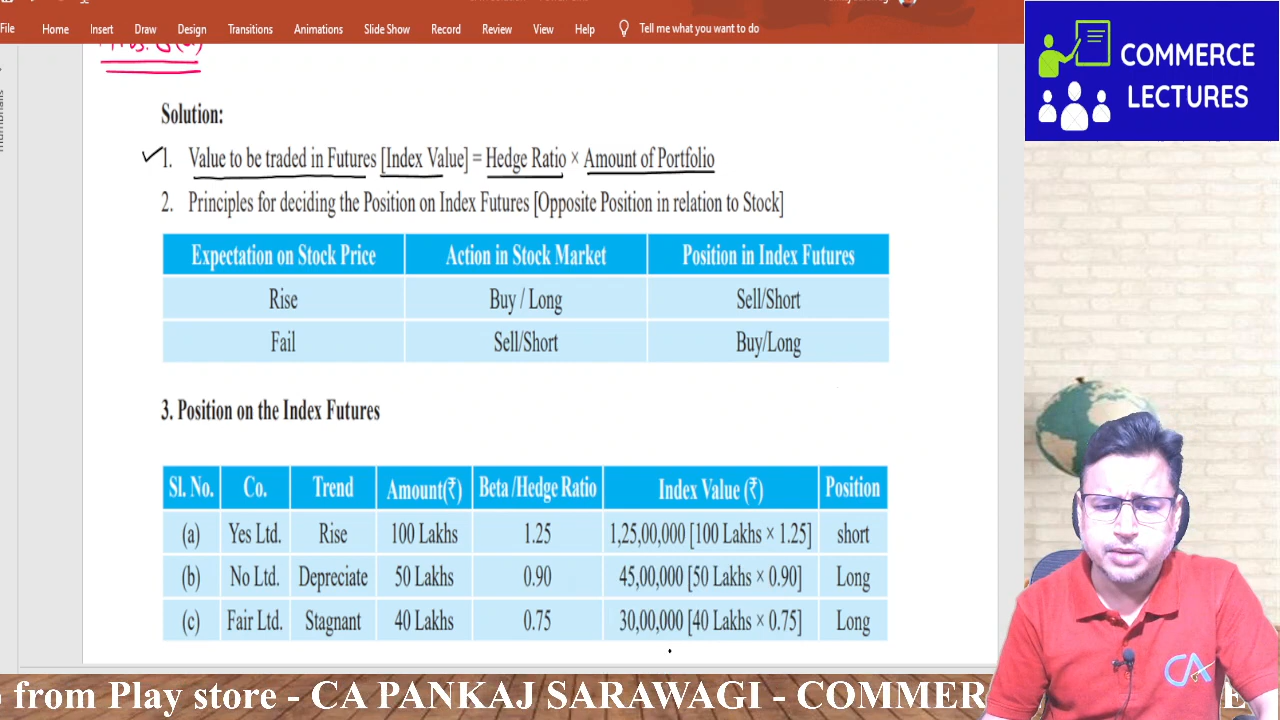 File Home Insert Draw Design Transitions Animations Slide Show Record Review View Help Tell me what you want to do
COMMERCE
LECTURES
Solution:
1. Value to be traded in Futures [Index Value] = Hedge Ratio × Amount of Portfolio
2. Principles for deciding the Position on Index Futures [Opposite Position in relation to Stock]
Expectation on Stock Price Action in Stock Market Position in Index Futures
Rise Buy / Long Sell/Short
Fail Sell/Short Buy/Long
3. Position on the Index Futures
Sl. No. Co. Trend Amount(₹) Beta /Hedge Ratio Index Value (₹) Position
(a) Yes Ltd. Rise 100 Lakhs 1.25 1,25,00,000 [100 Lakhs × 1.25] short
(b) No Ltd. Depreciate 50 Lakhs 0.90 45,00,000 [50 Lakhs × 0.90] Long
(c) Fair Ltd. Stagnant 40 Lakhs 0.75 30,00,000 [40 Lakhs × 0.75] Long
CA
from Play store - CA PANKAJ SARAWAGI - COMMER